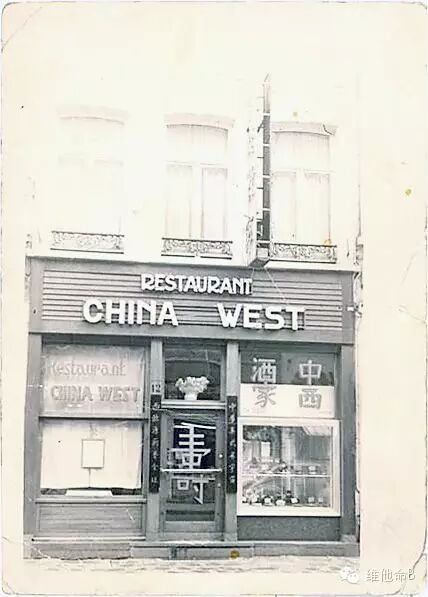 RESTAURANT
CHINA WEST
Restaurant
CHINA WEST
12
中西
酒家
壽
维他命B